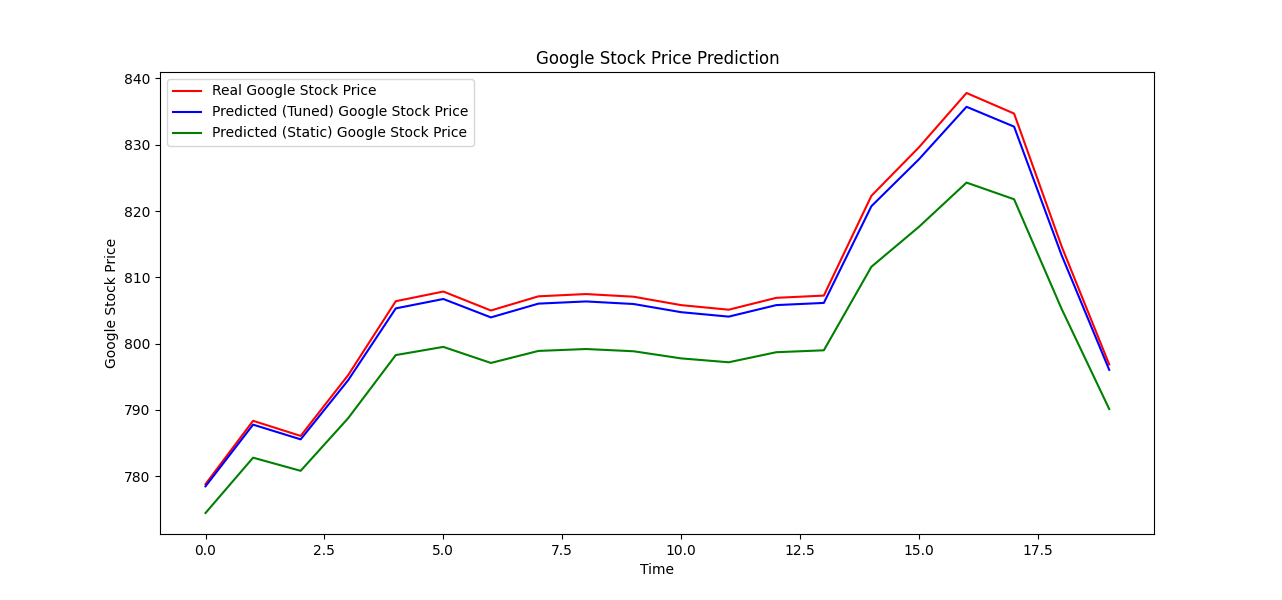 Google Stock Price Prediction
840
830
820
810
800
790
780
Google Stock Price
Real Google Stock Price
Predicted (Tuned) Google Stock Price
Predicted (Static) Google Stock Price
0.0 2.5 5.0 7.5 10.0 12.5 15.0 17.5
Time